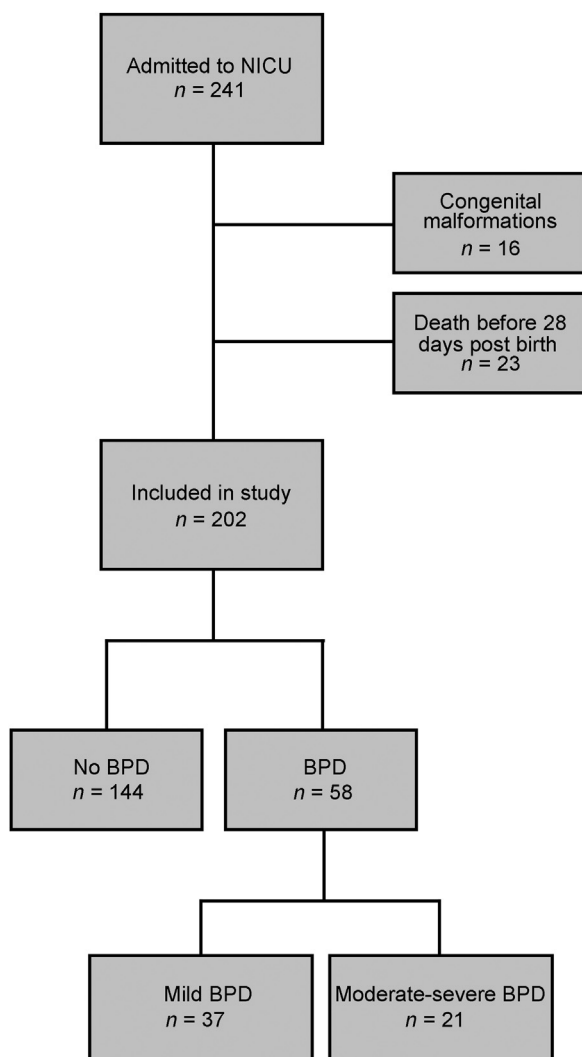 Admitted to NICU
n = 241
Congenital
malformations
n = 16
Death before 28
days post birth
n = 23
Included in study
n = 202
No BPD
n = 144
BPD
n = 58
Mild BPD
n = 37
Moderate-severe BPD
n = 21